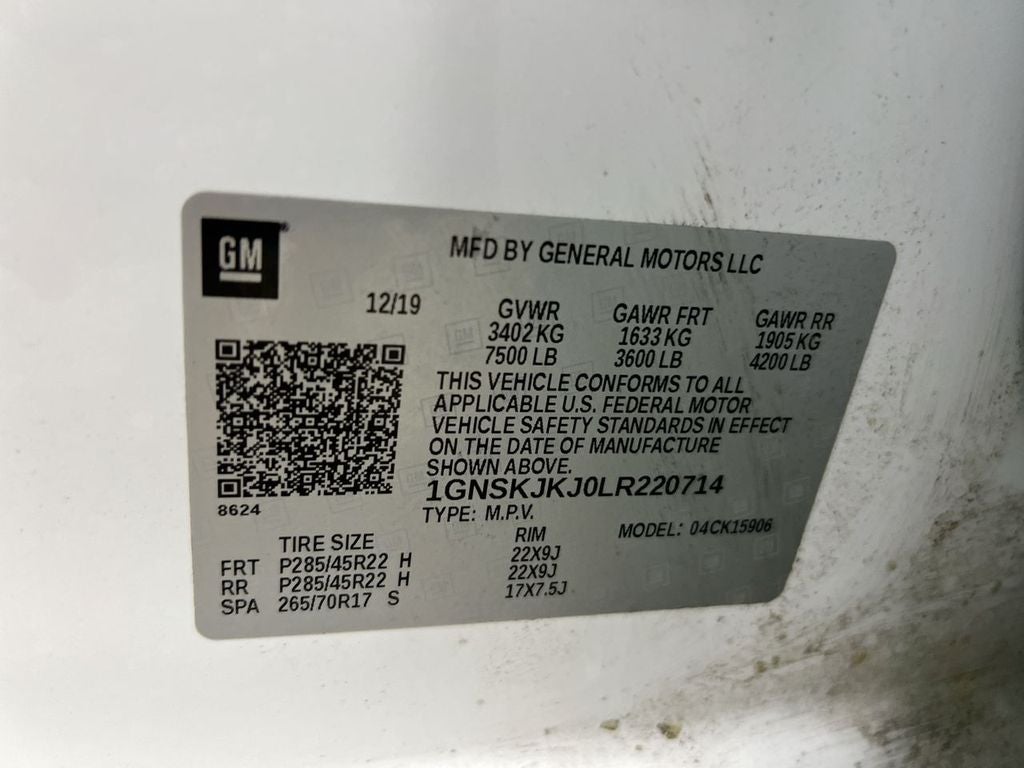 GM
MFD BY GENERAL MOTORS LLC
12/19
GVWR GAWR FRT GAWR RR
3402 KG 1633 KG 1905 KG
7500 LB 3600 LB 4200 LB
THIS VEHICLE CONFORMS TO ALL
APPLICABLE U.S. FEDERAL MOTOR
VEHICLE SAFETY STANDARDS IN EFFECT
ON THE DATE OF MANUFACTURE
SHOWN ABOVE.
1GNSKJKJ0LR220714
8624
TYPE: M.P.V. MODEL: 04CK15906
TIRE SIZE RIM
FRT P285/45R22 H 22X9J
RR P285/45R22 H 22X9J
SPA 265/70R17 S 17X7.5J